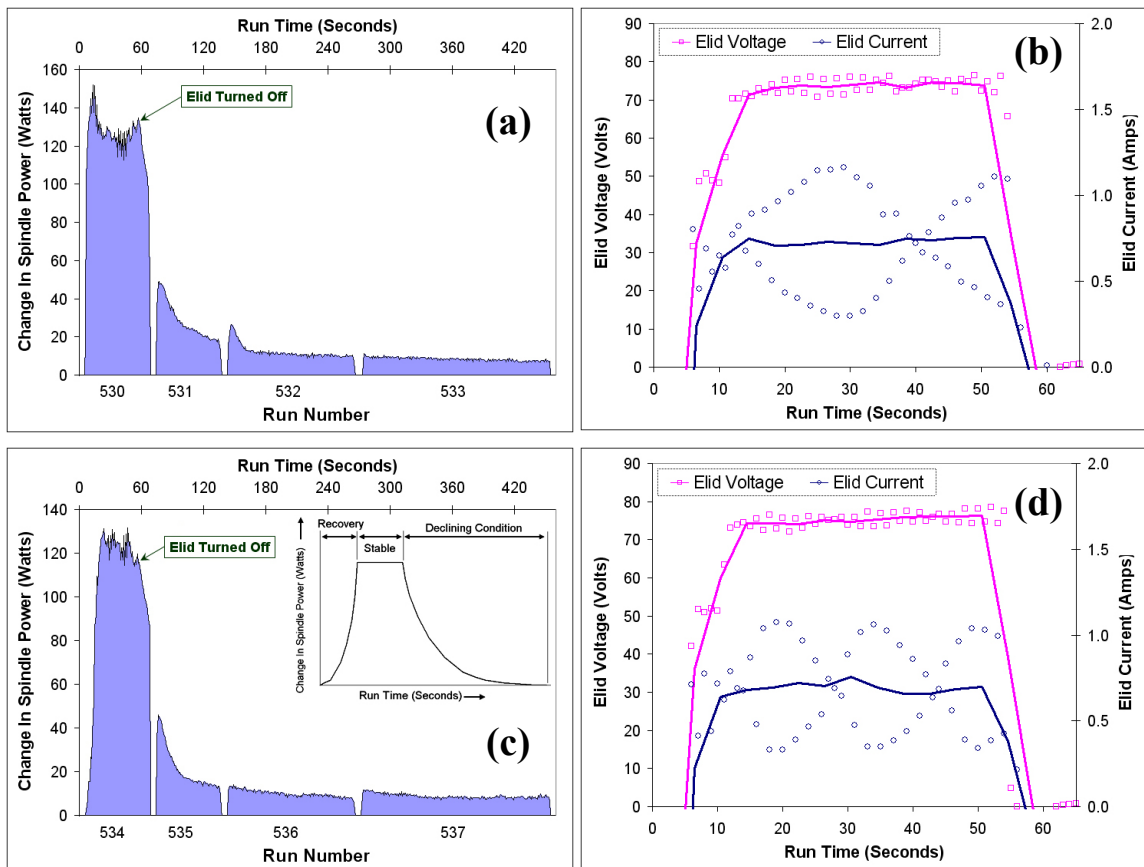 Run Time (Seconds)
0 60 120 180 240 300 360 420
Change In Spindle Power (Watts)
160
140
120
100
80
60
40
20
0
Elid Turned Off
(a)
530 531 532 533
Run Number
Elid Voltage Elid Current
(b)
Elid Voltage (Volts)
90
80
70
60
50
40
30
20
10
0
2.0
1.5
1.0
0.5
0.0
Elid Current (Amps)
0 10 20 30 40 50 60
Run Time (Seconds)
Run Time (Seconds)
0 60 120 180 240 300 360 420
Change In Spindle Power (Watts)
140
120
100
80
60
40
20
0
Elid Turned Off
Recovery
Stable
Declining Condition
Change In Spindle Power (Watts)
Run Time (Seconds)
(c)
534 535 536 537
Run Number
Elid Voltage Elid Current
(d)
Elid Voltage (Volts)
90
80
70
60
50
40
30
20
10
0
2.0
1.5
1.0
0.5
0.0
Elid Current (Amps)
0 10 20 30 40 50 60
Run Time (Seconds)